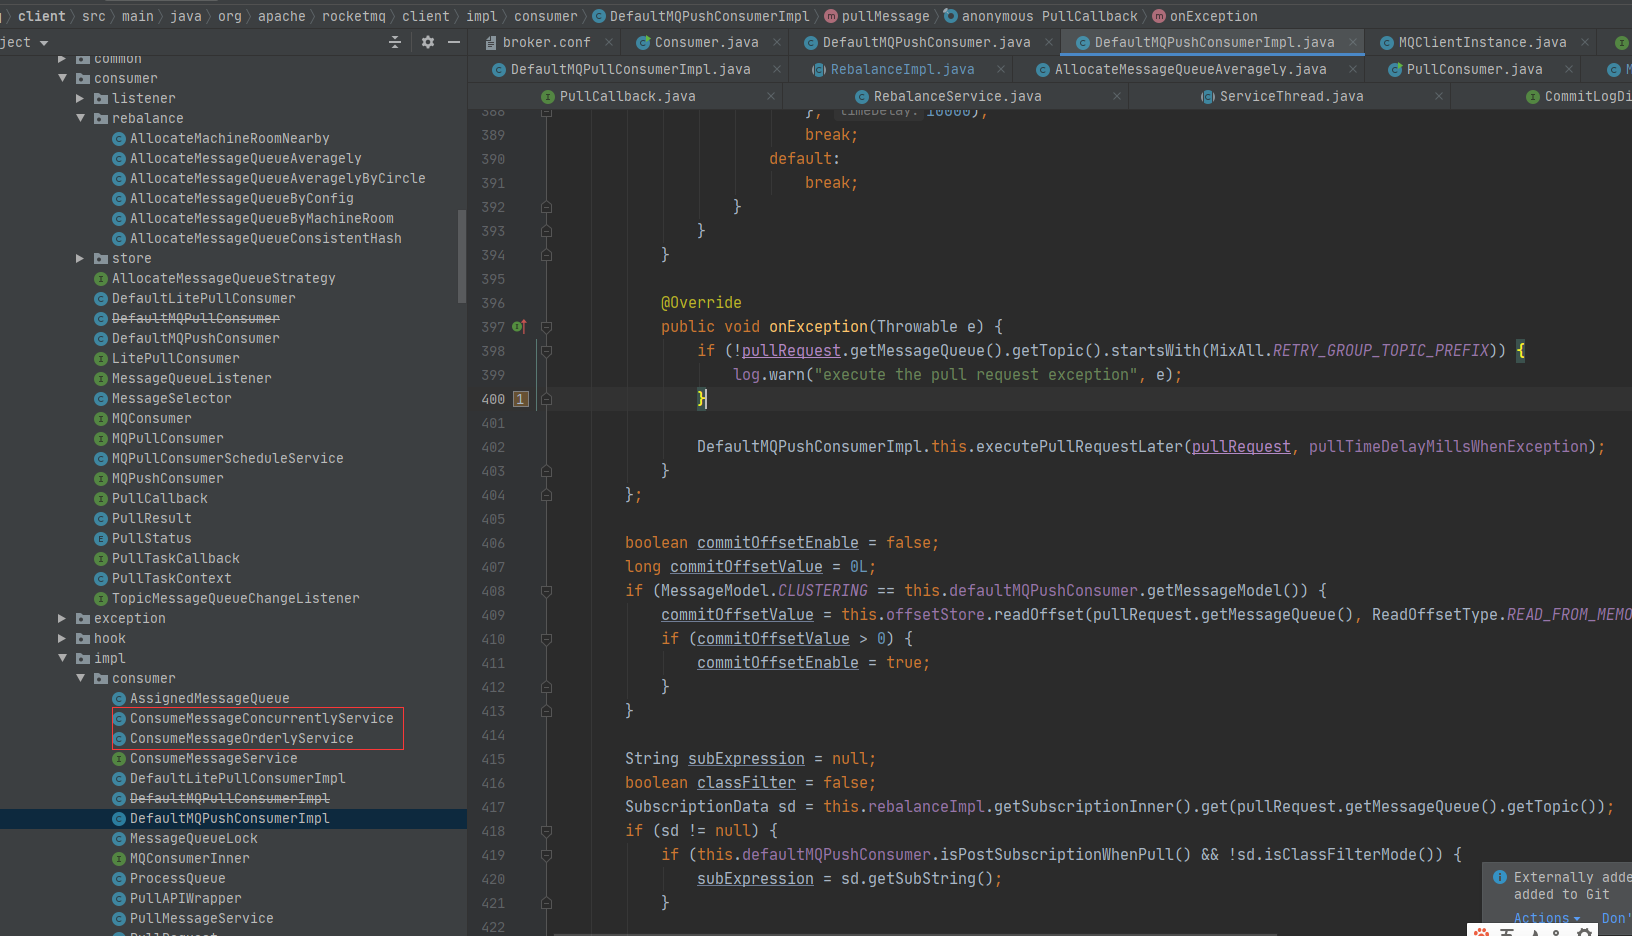 client › src › main › java › org › apache › rocketmq › client › impl › consumer › DefaultMQPushConsumerImpl › pullMessage › anonymous PullCallback › onException
ject
broker.conf Consumer.java DefaultMQPushConsumer.java DefaultMQPushConsumerImpl.java MQClientInstance.java
DefaultMQPullConsumerImpl.java RebalanceImpl.java AllocateMessageQueueAveragely.java PullConsumer.java
PullCallback.java RebalanceService.java ServiceThread.java CommitLogDi
common
consumer
listener
rebalance
AllocateMachineRoomNearby
AllocateMessageQueueAveragely
AllocateMessageQueueAveragelyByCircle
AllocateMessageQueueByConfig
AllocateMessageQueueByMachineRoom
AllocateMessageQueueConsistentHash
store
AllocateMessageQueueStrategy
DefaultLitePullConsumer
DefaultMQPullConsumer
DefaultMQPushConsumer
LitePullConsumer
MessageQueueListener
MessageSelector
MQConsumer
MQPullConsumer
MQPullConsumerScheduleService
MQPushConsumer
PullCallback
PullResult
PullStatus
PullTaskCallback
PullTaskContext
TopicMessageQueueChangeListener
exception
hook
impl
consumer
AssignedMessageQueue
ConsumeMessageConcurrentlyService
ConsumeMessageOrderlyService
ConsumeMessageService
DefaultLitePullConsumerImpl
DefaultMQPullConsumerImpl
DefaultMQPushConsumerImpl
MessageQueueLock
MQConsumerInner
ProcessQueue
PullAPIWrapper
PullMessageService
PullRequest
388 }, timeDelay: 10000);
389 break;
390 default:
391 break;
392 }
393 }
394 }
395
396 @Override
397 public void onException(Throwable e) {
398 if (!pullRequest.getMessageQueue().getTopic().startsWith(MixAll.RETRY_GROUP_TOPIC_PREFIX)) {
399 log.warn("execute the pull request exception", e);
400 1 }
401
402 DefaultMQPushConsumerImpl.this.executePullRequestLater(pullRequest, pullTimeDelayMillsWhenException);
403 }
404 };
405
406 boolean commitOffsetEnable = false;
407 long commitOffsetValue = 0L;
408 if (MessageModel.CLUSTERING == this.defaultMQPushConsumer.getMessageModel()) {
409 commitOffsetValue = this.offsetStore.readOffset(pullRequest.getMessageQueue(), ReadOffsetType.READ_FROM_MEMO
410 if (commitOffsetValue > 0) {
411 commitOffsetEnable = true;
412 }
413 }
414
415 String subExpression = null;
416 boolean classFilter = false;
417 SubscriptionData sd = this.rebalanceImpl.getSubscriptionInner().get(pullRequest.getMessageQueue().getTopic());
418 if (sd != null) {
419 if (this.defaultMQPushConsumer.isPostSubscriptionWhenPull() && !sd.isClassFilterMode()) {
420 subExpression = sd.getSubString();
421 }
422
Externally adde
added to Git
Actions Don'